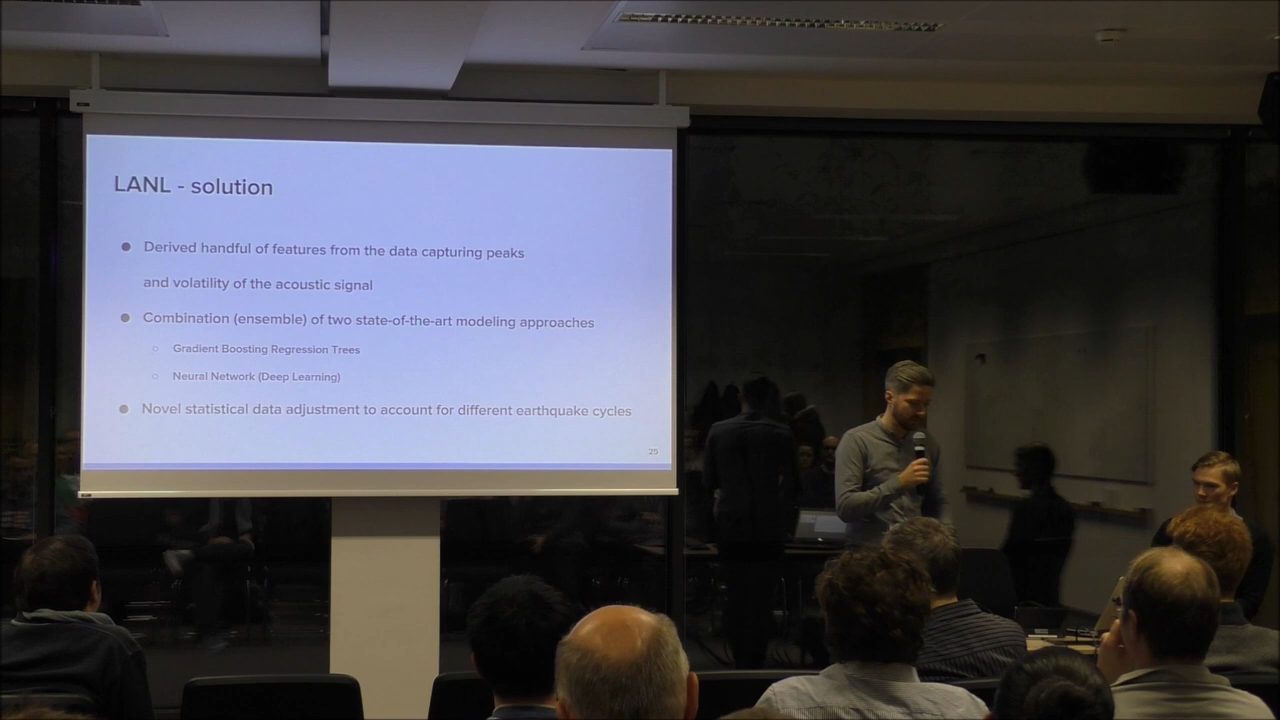 LANL - solution
● Derived handful of features from the data capturing peaks
and volatility of the acoustic signal
● Combination (ensemble) of two state-of-the-art modeling approaches
○ Gradient Boosting Regression Trees
○ Neural Network (Deep Learning)
● Novel statistical data adjustment to account for different earthquake cycles
25